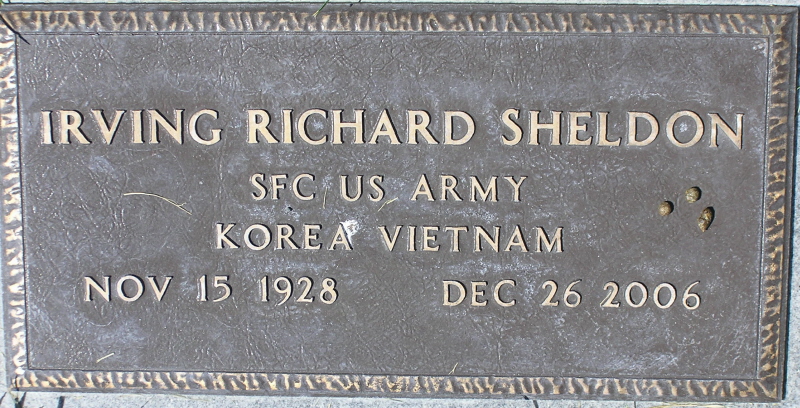 IRVING RICHARD SHELDON
SFC US ARMY
KOREA VIETNAM
NOV 15 1928 DEC 26 2006